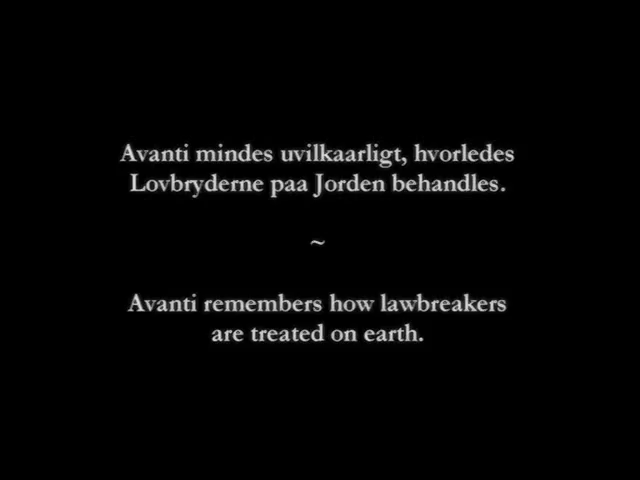 Avanti mindes uvilkaarligt, hvorledes
Lovbryderne paa Jorden behandles.
~
Avanti remembers how lawbreakers
are treated on earth.